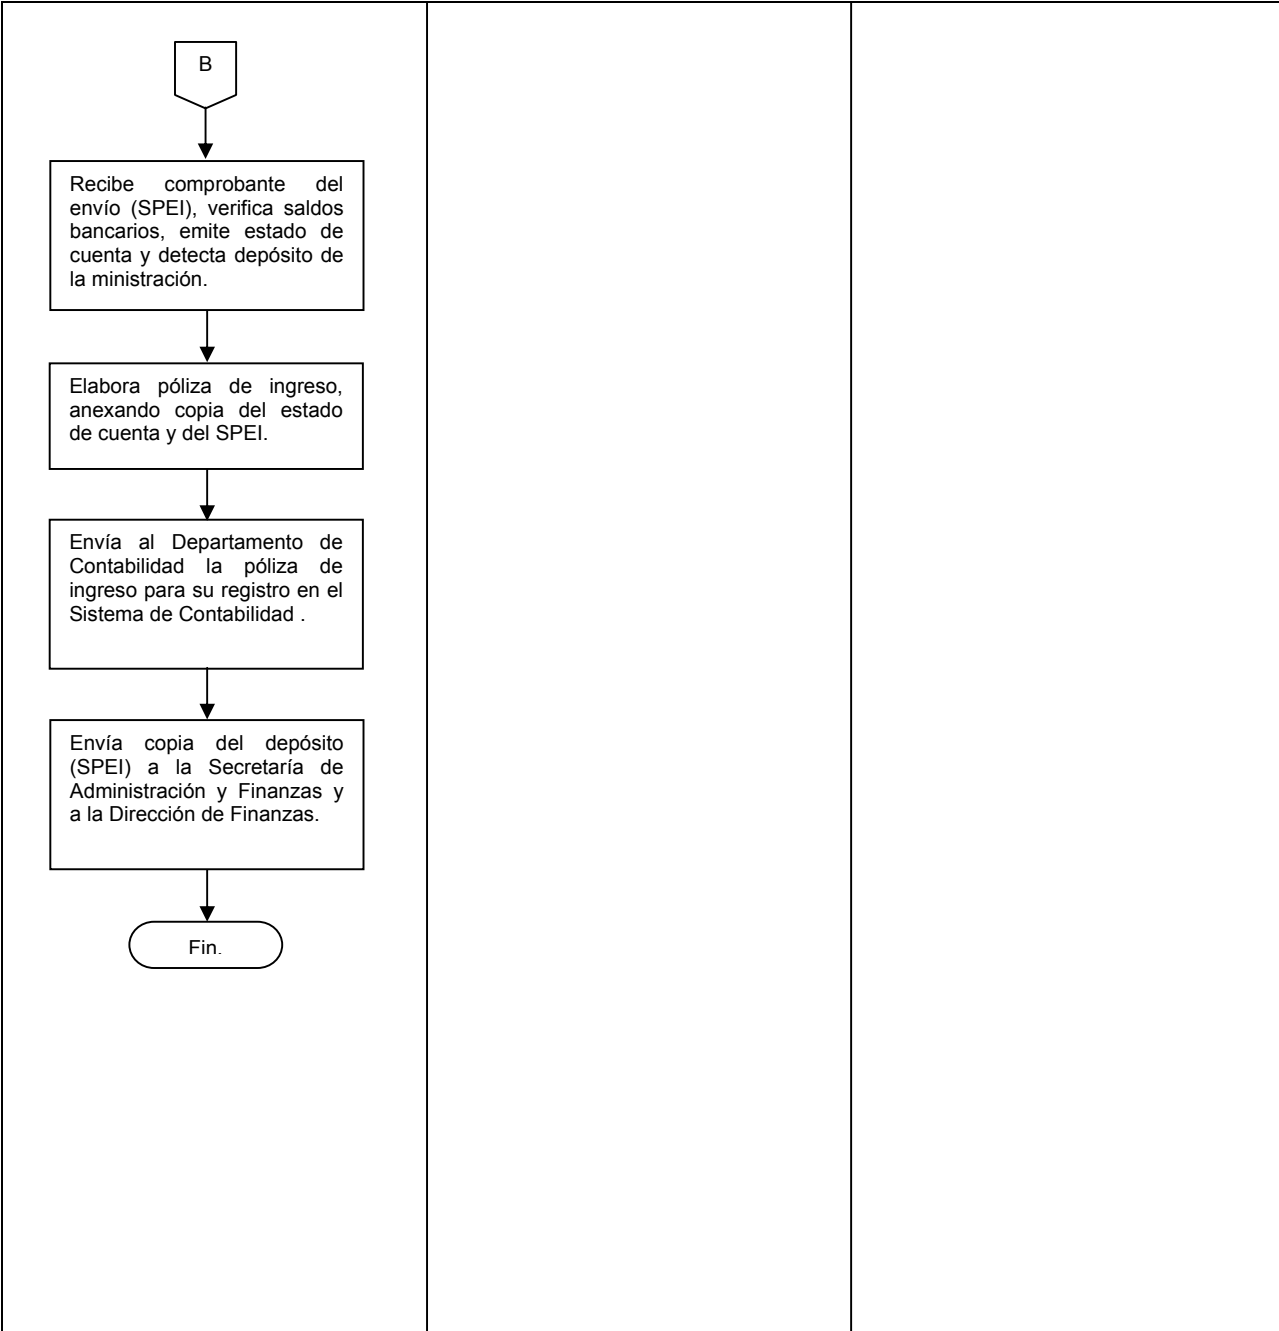 B
Recibe comprobante del
envío (SPEI), verifica saldos
bancarios, emite estado de
cuenta y detecta depósito de
la ministración.
Elabora póliza de ingreso,
anexando copia del estado
de cuenta y del SPEI.
Envía al Departamento de
Contabilidad la póliza de
ingreso para su registro en el
Sistema de Contabilidad .
Envía copia del depósito
(SPEI) a la Secretaría de
Administración y Finanzas y
a la Dirección de Finanzas.
Fin.